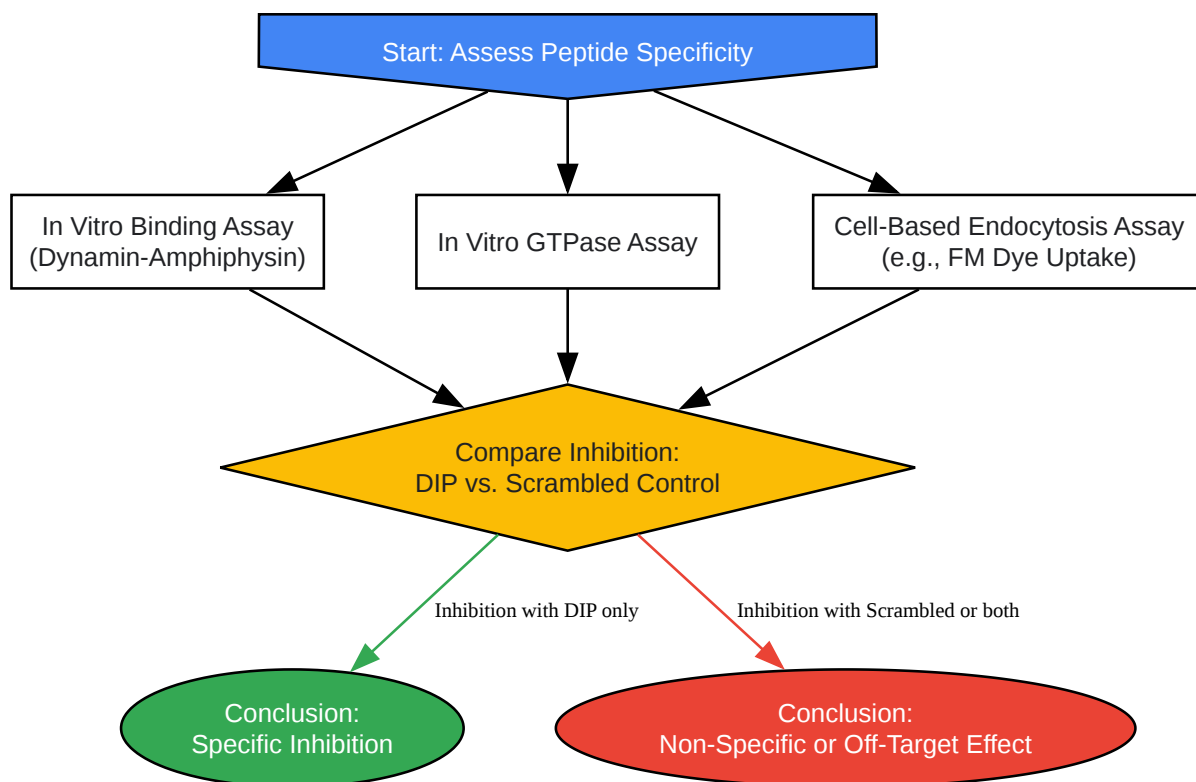 Start: Assess Peptide Specificity
In Vitro Binding Assay
(Dynamin-Amphiphysin)
In Vitro GTPase Assay
Cell-Based Endocytosis Assay
(e.g., FM Dye Uptake)
Compare Inhibition:
DIP vs. Scrambled Control
Inhibition with DIP only
Inhibition with Scrambled or both
Conclusion:
Specific Inhibition
Conclusion:
Non-Specific or Off-Target Effect